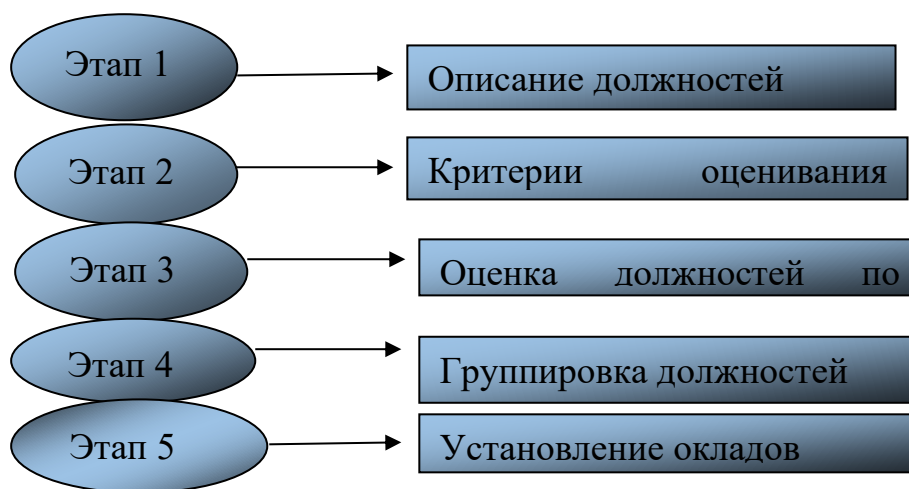 Этап 1
Описание должностей
Этап 2
Критерии оценивания
Этап 3
Оценка должностей по
Этап 4
Группировка должностей
Этап 5
Установление окладов